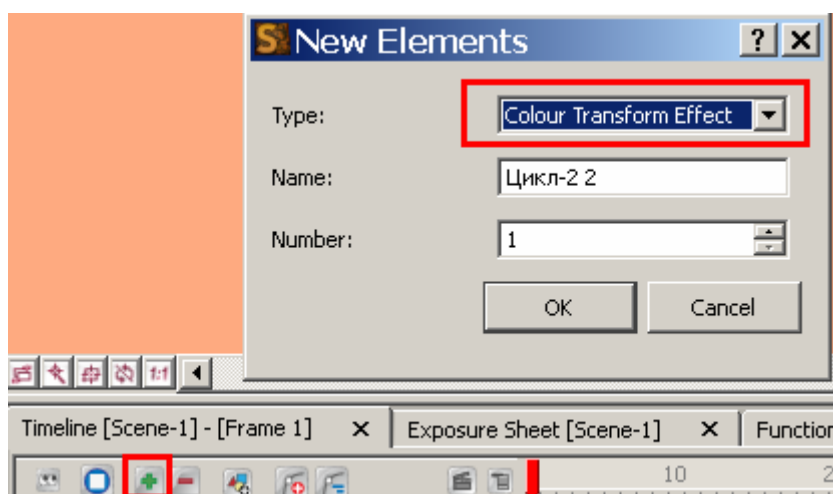 New Elements
Type: Colour Transform Effect
Name: Цикл-2 2
Number: 1
OK Cancel
1:1
Timeline [Scene-1] - [Frame 1] Exposure Sheet [Scene-1] Function
10 2